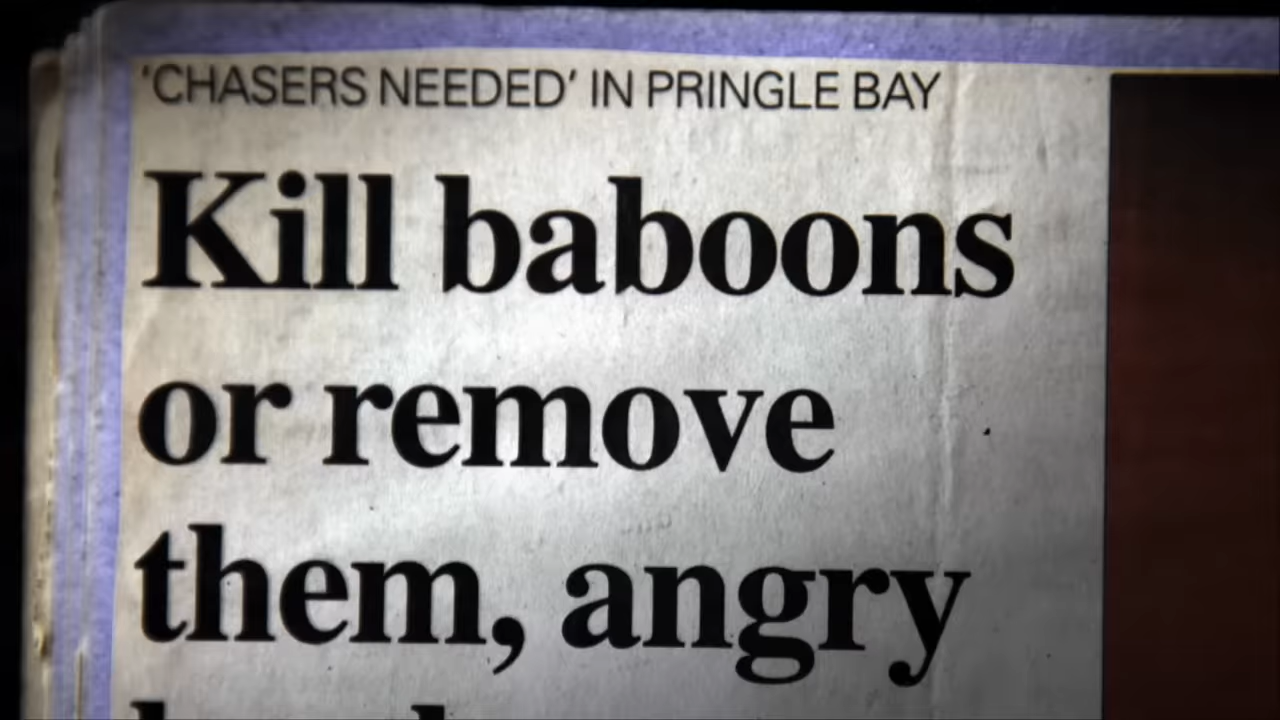 'CHASERS NEEDED' IN PRINGLE BAY
Kill baboons
or remove
them, angry